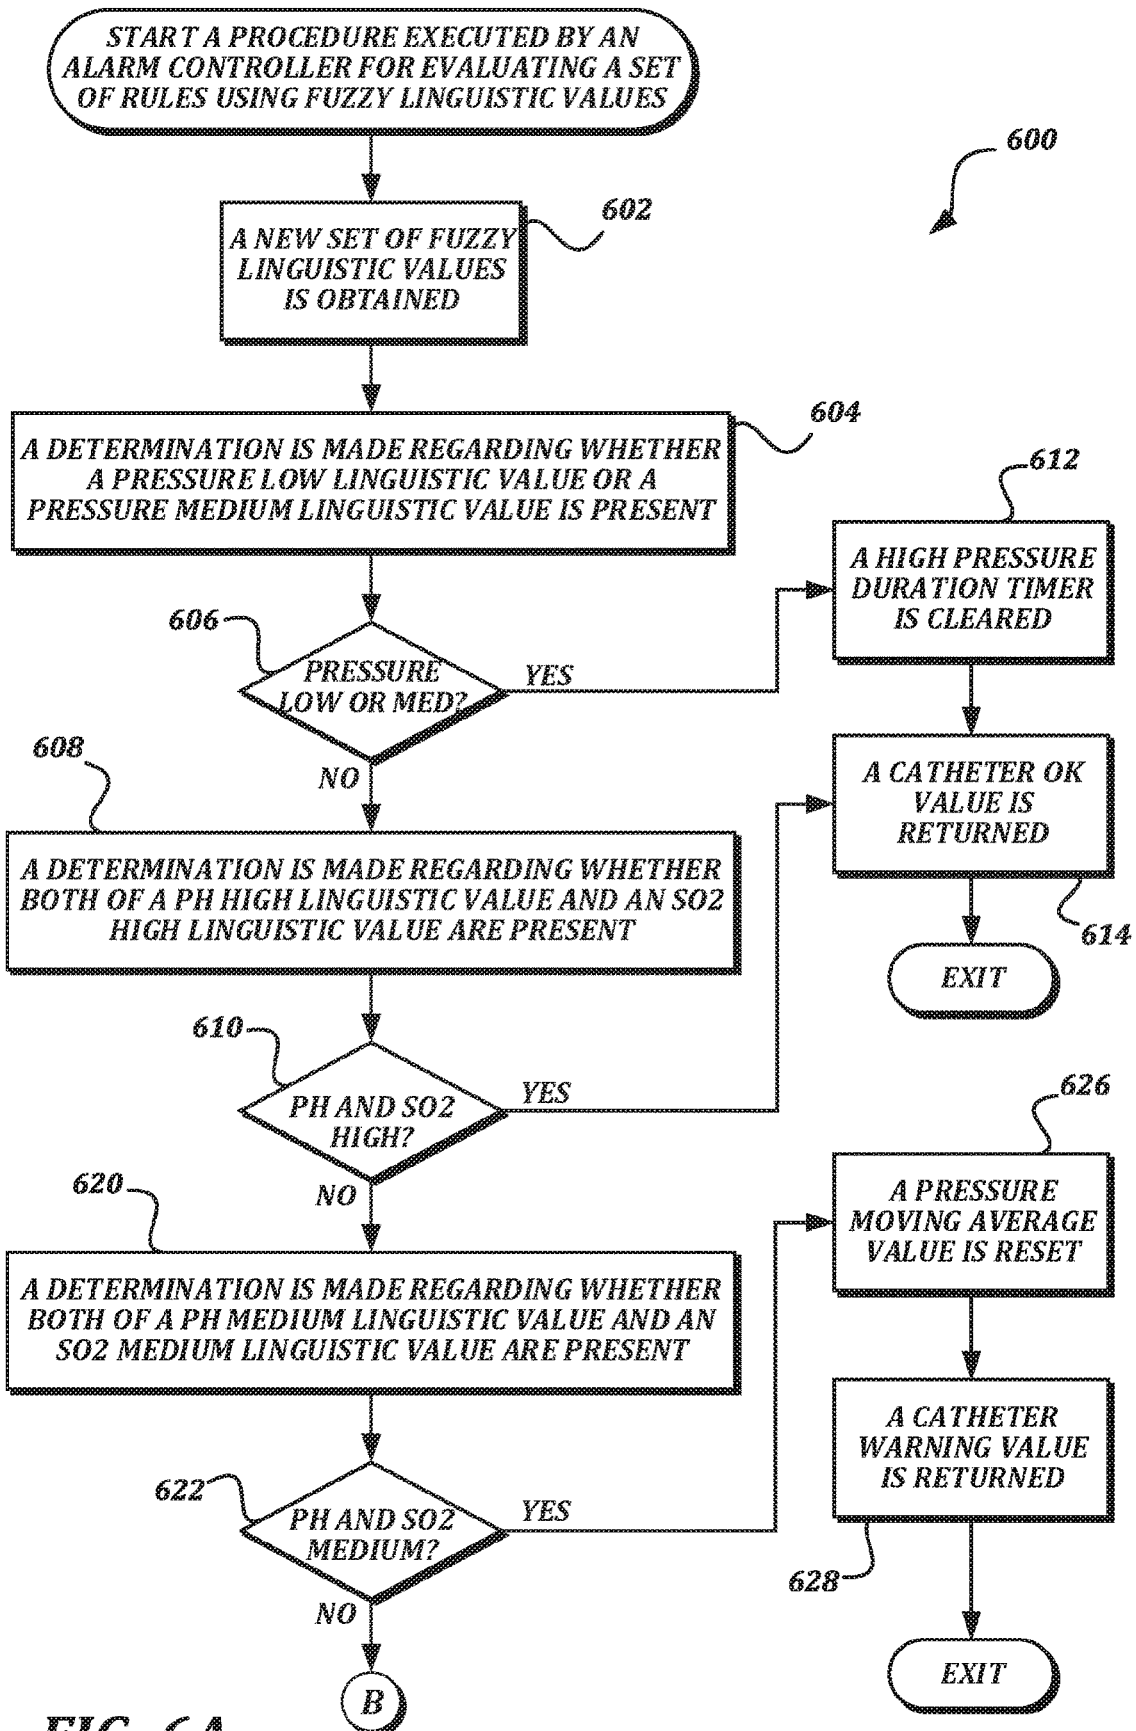 START A PROCEDURE EXECUTED BY AN
ALARM CONTROLLER FOR EVALUATING A SET
OF RULES USING FUZZY LINGUISTIC VALUES
600
602
A NEW SET OF FUZZY
LINGUISTIC VALUES
IS OBTAINED
604
A DETERMINATION IS MADE REGARDING WHETHER
A PRESSURE LOW LINGUISTIC VALUE OR A
PRESSURE MEDIUM LINGUISTIC VALUE IS PRESENT
612
A HIGH PRESSURE
DURATION TIMER
IS CLEARED
606
PRESSURE
LOW OR MED?
YES
NO
608
A CATHETER OK
VALUE IS
RETURNED
614
EXIT
A DETERMINATION IS MADE REGARDING WHETHER
BOTH OF A PH HIGH LINGUISTIC VALUE AND AN SO2
HIGH LINGUISTIC VALUE ARE PRESENT
610
PH AND SO2
HIGH?
YES
NO
620
626
A PRESSURE
MOVING AVERAGE
VALUE IS RESET
A DETERMINATION IS MADE REGARDING WHETHER
BOTH OF A PH MEDIUM LINGUISTIC VALUE AND AN
SO2 MEDIUM LINGUISTIC VALUE ARE PRESENT
A CATHETER
WARNING VALUE
IS RETURNED
622
PH AND SO2
MEDIUM?
YES
NO
628
EXIT
B
FIG. 6A